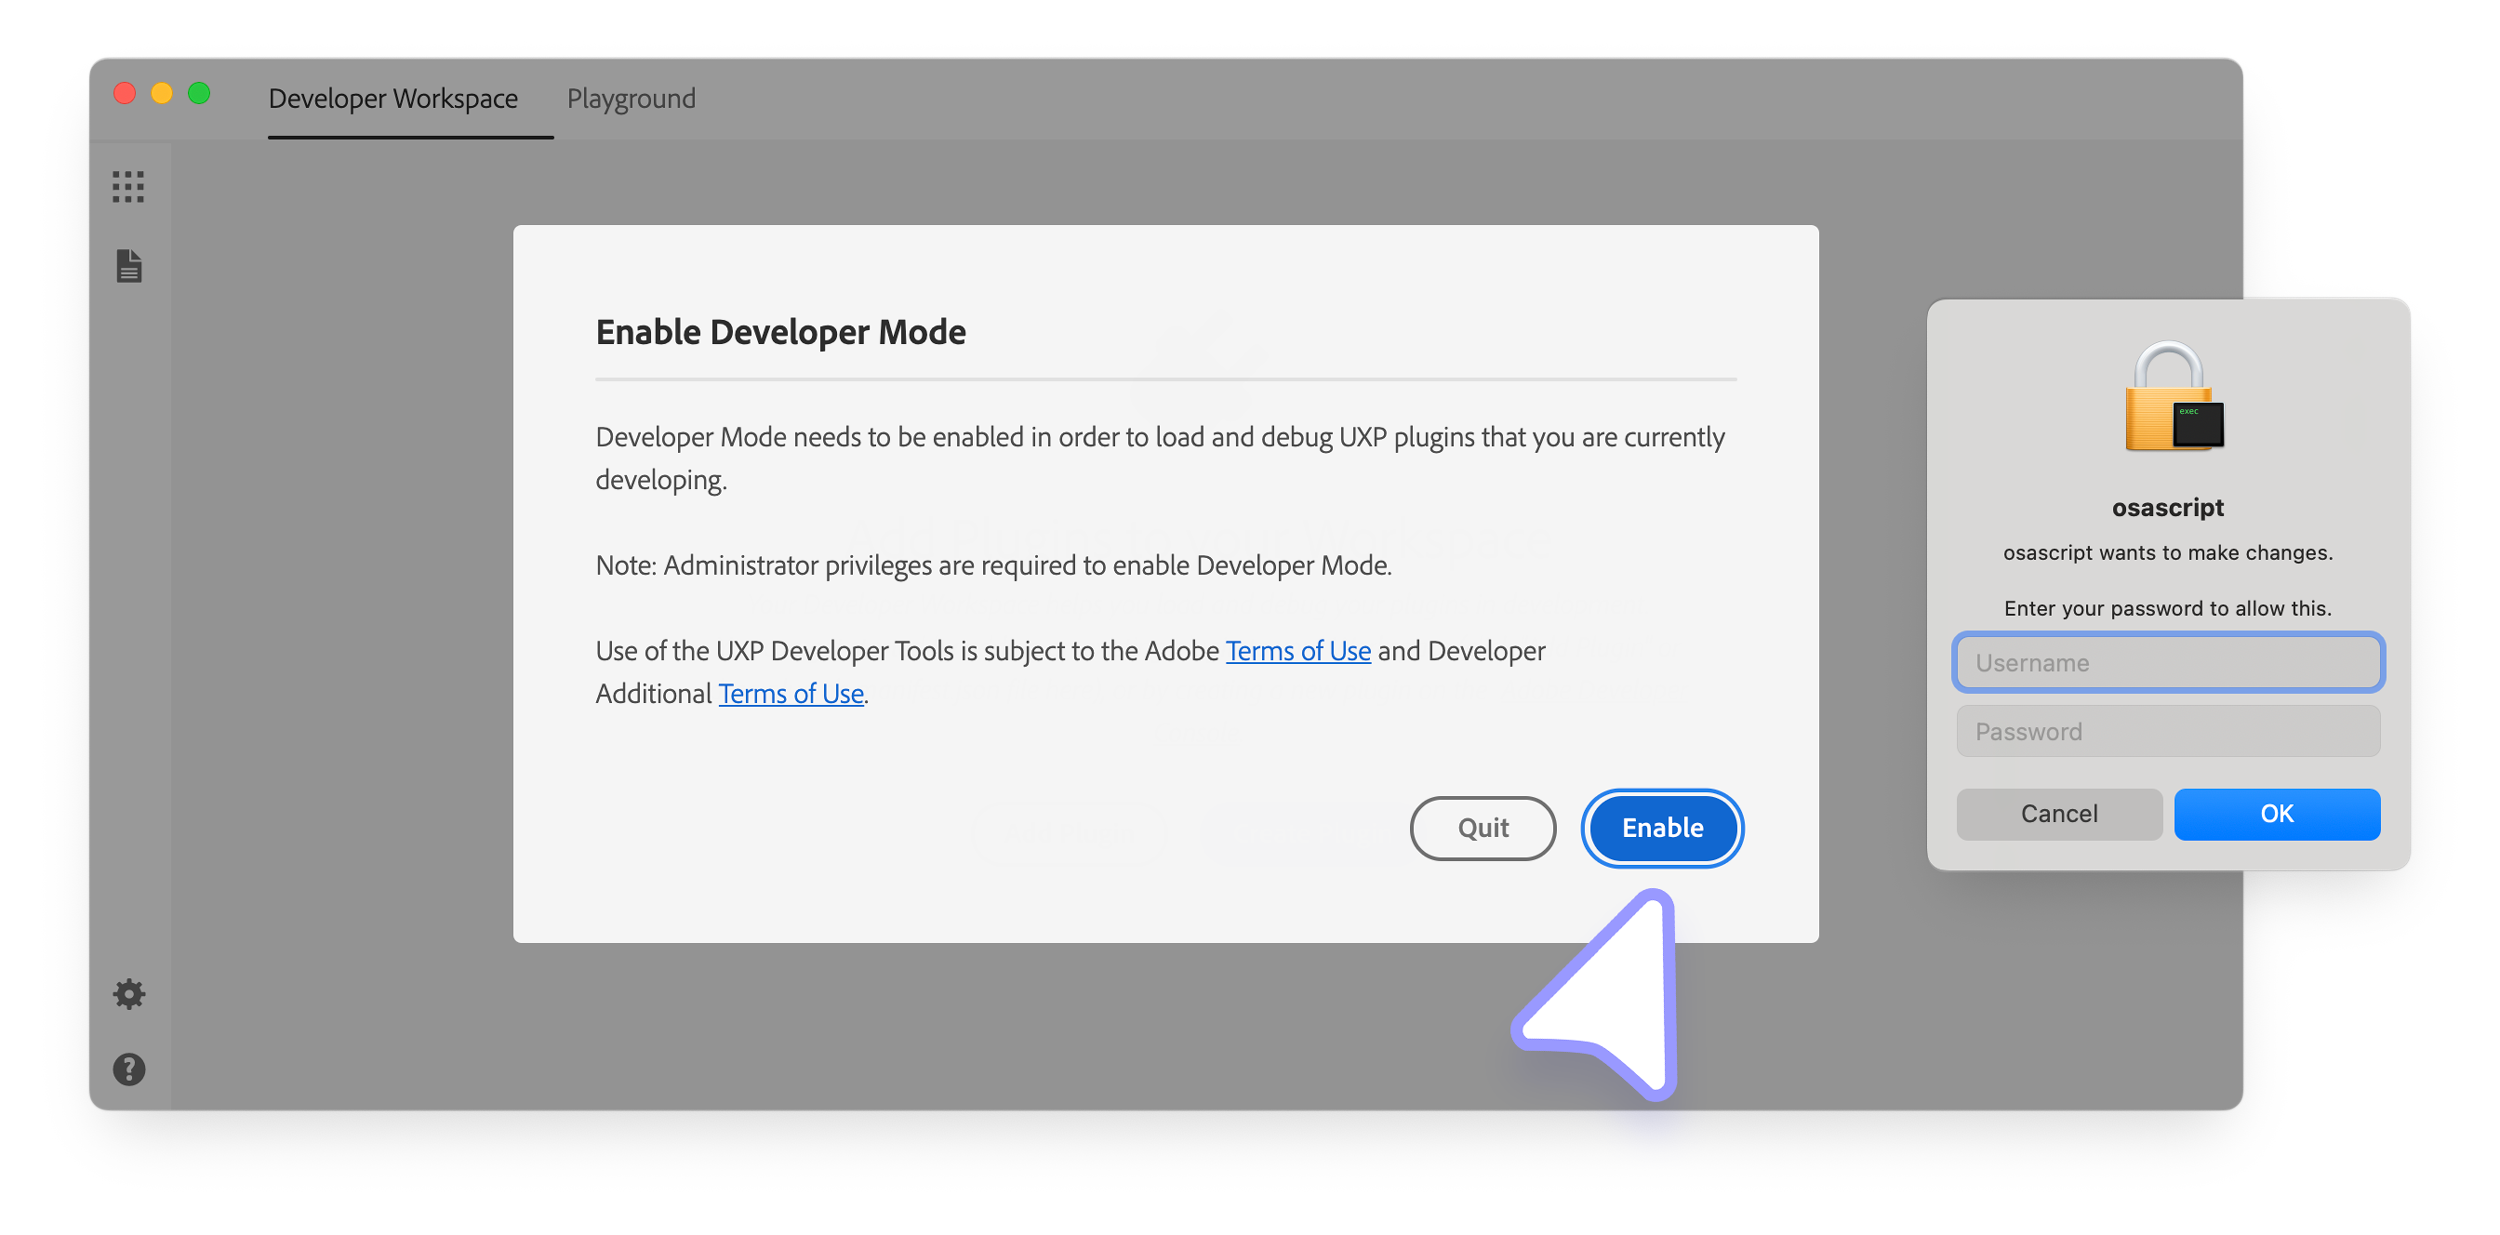 Developer Workspace
Playground
Enable Developer Mode
Developer Mode needs to be enabled in order to load and debug UXP plugins that you are currently
developing.
Note: Administrator privileges are required to enable Developer Mode.
Use of the UXP Developer Tools is subject to the Adobe Terms of Use and Developer
Additional Terms of Use.
Quit
Enable
exec
osascript
osascript wants to make changes.
Enter your password to allow this.
Username
Password
Cancel
OK